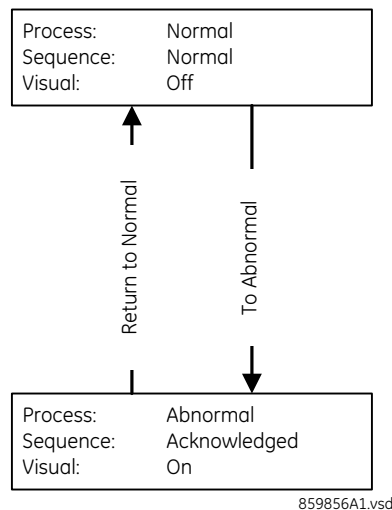 Process: Normal
Sequence: Normal
Visual: Off
Return to Normal
To Abnormal
Process: Abnormal
Sequence: Acknowledged
Visual: On
859856A1.vsd